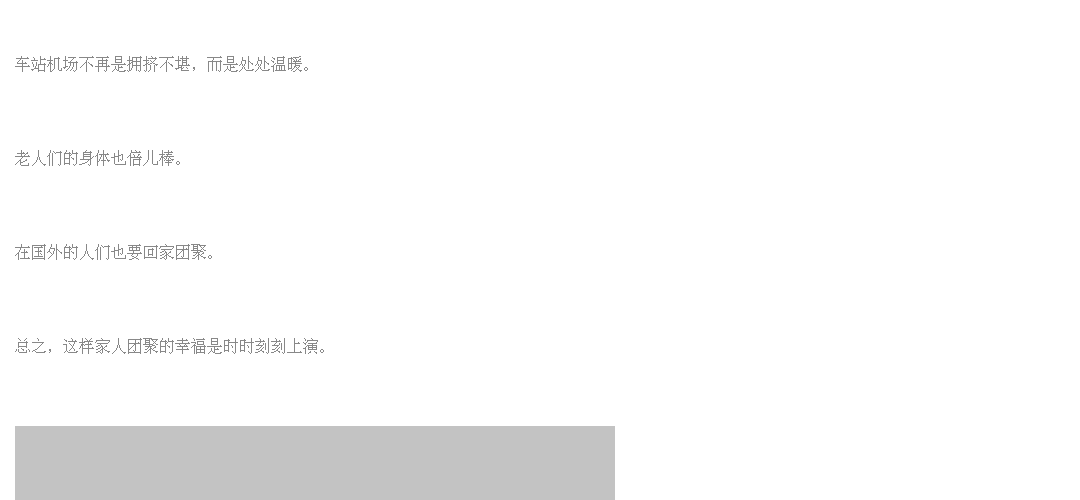 车站机场不再是拥挤不堪，而是处处温暖。
老人们的身体也倍儿棒。
在国外的人们也要回家团聚。
总之，这样家人团聚的幸福是时时刻刻上演。